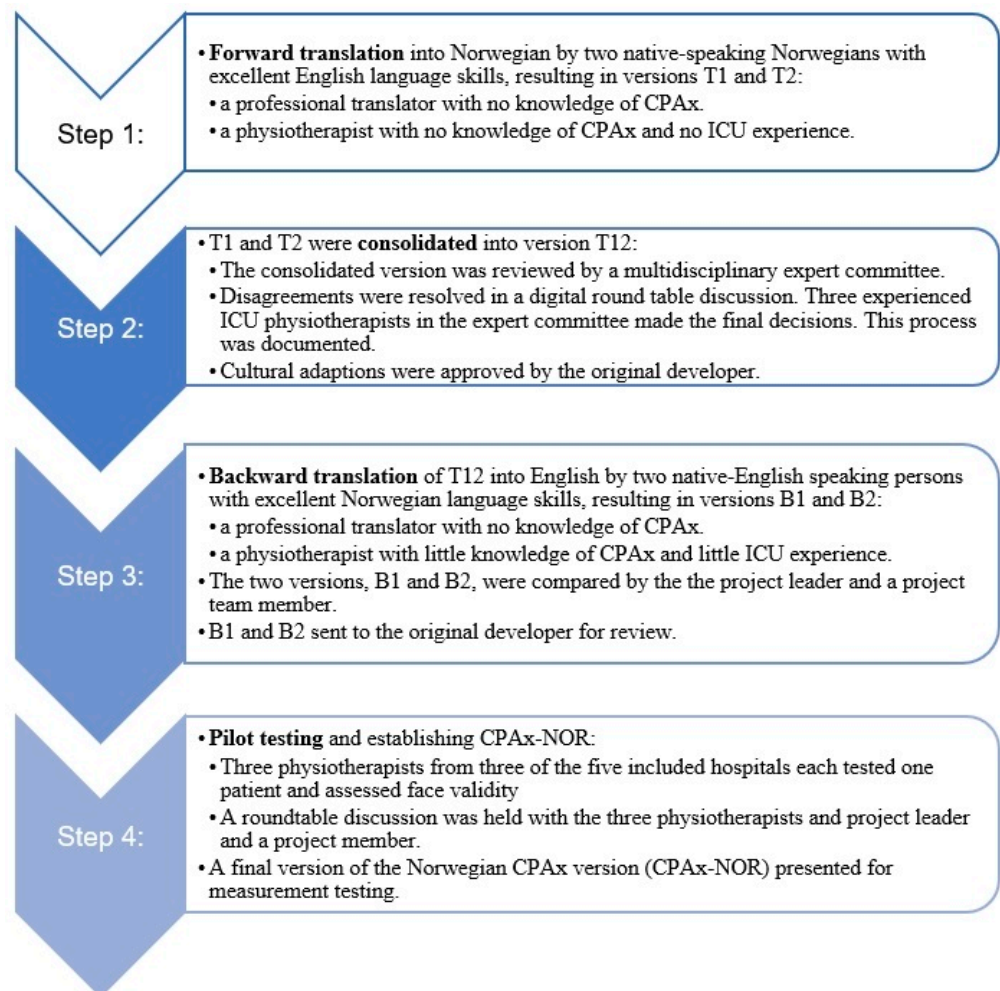 Step 1:
• Forward translation into Norwegian by two native-speaking Norwegians with
excellent English language skills, resulting in versions T1 and T2:
• a professional translator with no knowledge of CPAx.
• a physiotherapist with no knowledge of CPAx and no ICU experience.
Step 2:
• T1 and T2 were consolidated into version T12:
• The consolidated version was reviewed by a multidisciplinary expert committee.
• Disagreements were resolved in a digital round table discussion. Three experienced
ICU physiotherapists in the expert committee made the final decisions. This process
was documented.
• Cultural adaptions were approved by the original developer.
Step 3:
• Backward translation of T12 into English by two native-English speaking persons
with excellent Norwegian language skills, resulting in versions B1 and B2:
• a professional translator with no knowledge of CPAx.
• a physiotherapist with little knowledge of CPAx and little ICU experience.
• The two versions, B1 and B2, were compared by the the project leader and a project
team member.
• B1 and B2 sent to the original developer for review.
Step 4:
• Pilot testing and establishing CPAx-NOR:
• Three physiotherapists from three of the five included hospitals each tested one
patient and assessed face validity
• A roundtable discussion was held with the three physiotherapists and project leader
and a project member.
• A final version of the Norwegian CPAx version (CPAx-NOR) presented for
measurement testing.